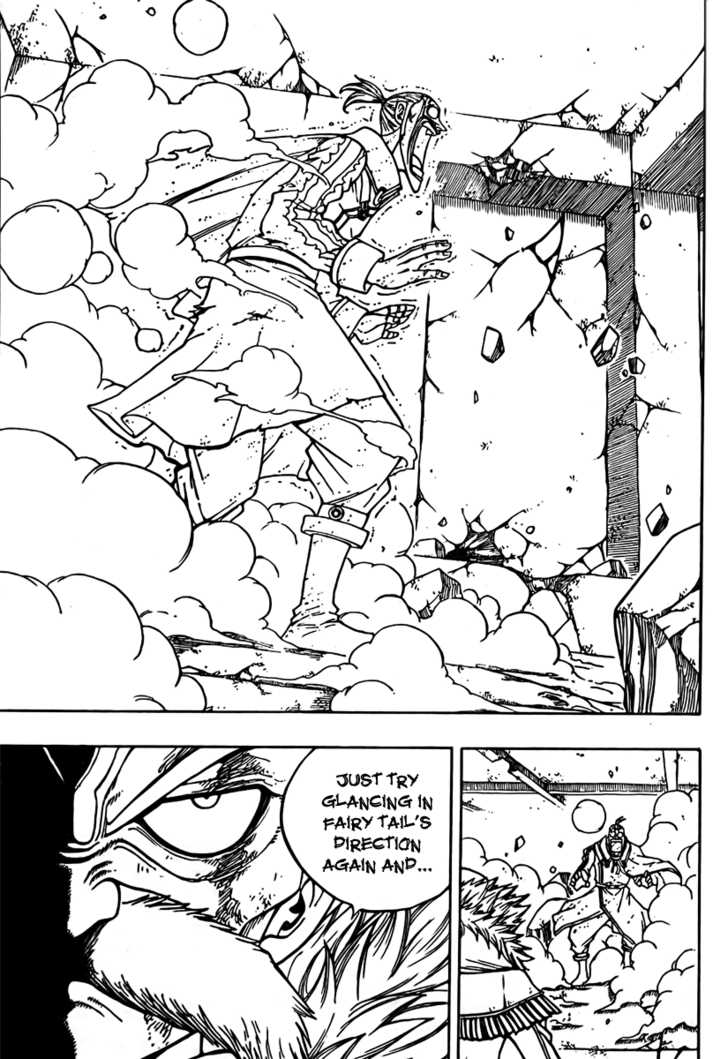 JUST TRY
GLANCING IN
FAIRY TAIL'S
DIRECTION
AGAIN AND...